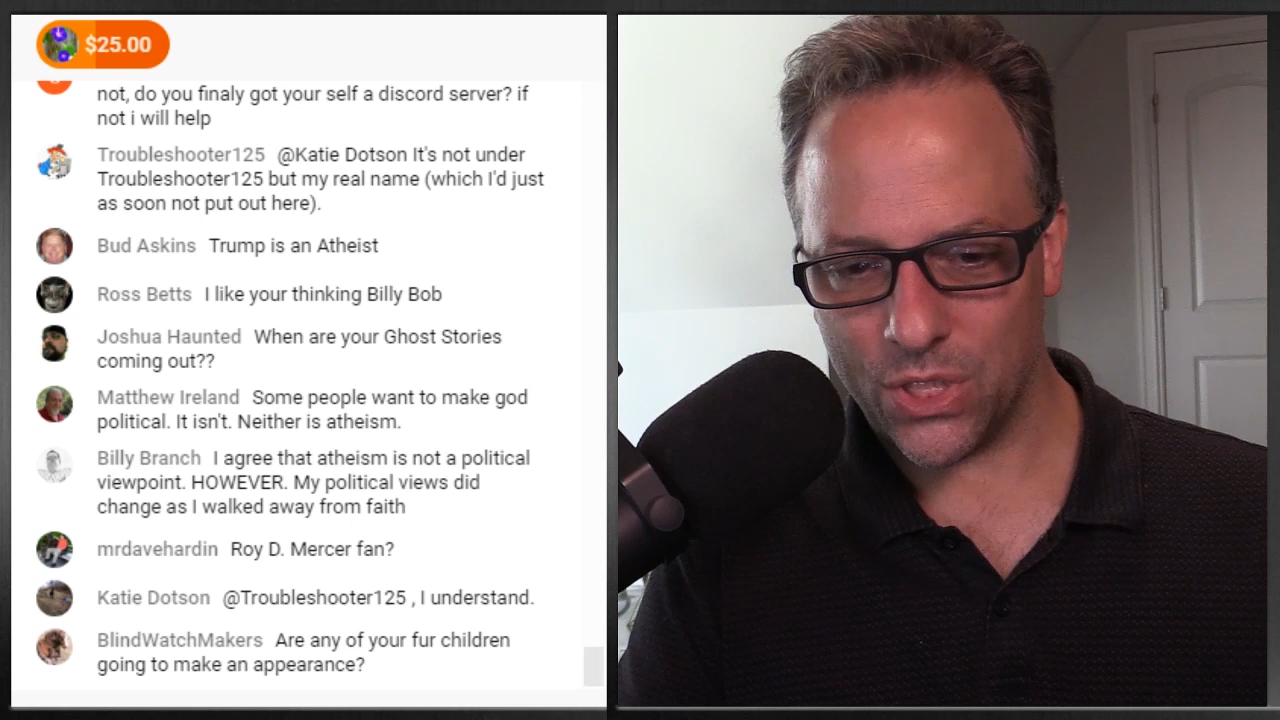 $25.00
not, do you finaly got your self a discord server? if
not i will help
Troubleshooter125 @Katie Dotson It's not under
Troubleshooter125 but my real name (which I'd just
as soon not put out here).
Bud Askins Trump is an Atheist
Ross Betts I like your thinking Billy Bob
Joshua Haunted When are your Ghost Stories
coming out??
Matthew Ireland Some people want to make god
political. It isn't. Neither is atheism.
Billy Branch I agree that atheism is not a political
viewpoint. HOWEVER. My political views did
change as I walked away from faith
mrdavehardin Roy D. Mercer fan?
Katie Dotson @Troubleshooter125 , I understand.
BlindWatchMakers Are any of your fur children
going to make an appearance?